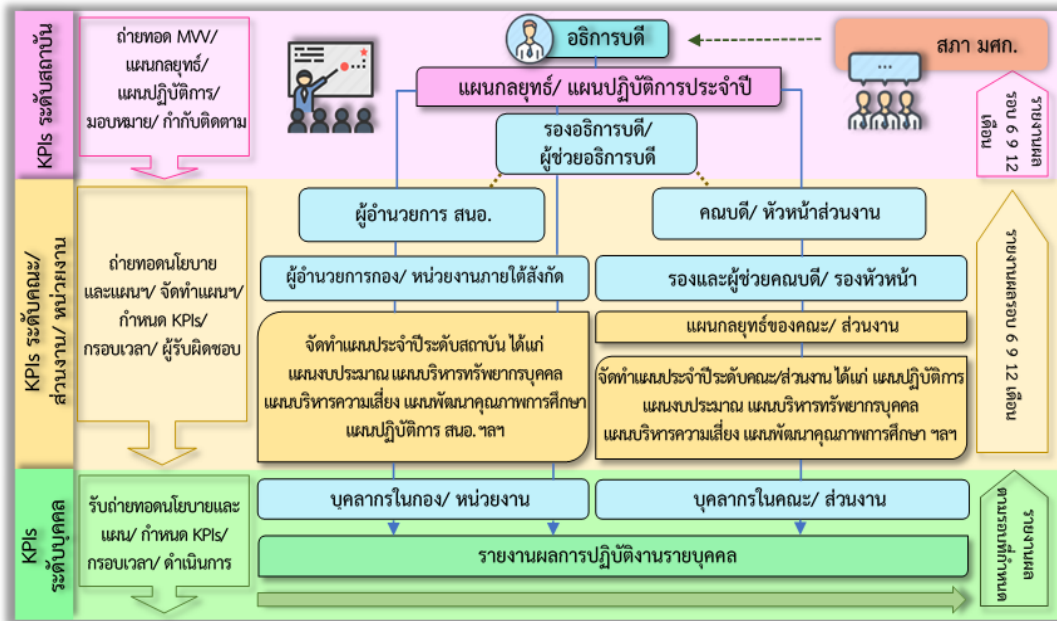 KPIs ระดับสถาบัน
ถ่ายทอด MVV/
แผนกลยุทธ์/
แผนปฏิบัติการ/
มอบหมาย/ กำกับติดตาม
อธิการบดี
สภา มศก.
แผนกลยุทธ์/ แผนปฏิบัติการประจำปี
รองอธิการบดี/
ผู้ช่วยอธิการบดี
รายงานผล
รอบ 6 9 12
เดือน
KPIs ระดับคณะ/
ส่วนงาน/ หน่วยงาน
ถ่ายทอดนโยบาย
และแผนฯ/ จัดทำแผนฯ/
กำหนด KPIs/
กรอบเวลา/ ผู้รับผิดชอบ
ผู้อำนวยการ สนอ.
คณบดี/ หัวหน้าส่วนงาน
ผู้อำนวยการกอง/ หน่วยงานภายใต้สังกัด
รองและผู้ช่วยคณบดี/ รองหัวหน้า
แผนกลยุทธ์ของคณะ/ ส่วนงาน
จัดทำแผนประจำปีระดับสถาบัน ได้แก่
แผนงบประมาณ แผนบริหารทรัพยากรบุคคล
แผนบริหารความเสี่ยง แผนพัฒนาคุณภาพการศึกษา
แผนปฏิบัติการ สนอ. ฯลฯ
จัดทำแผนประจำปีระดับคณะ/ส่วนงาน ได้แก่ แผนปฏิบัติการ
แผนงบประมาณ แผนบริหารทรัพยากรบุคคล
แผนบริหารความเสี่ยง แผนพัฒนาคุณภาพการศึกษา ฯลฯ
รายงานผลรอบ 6 9 12 เดือน
KPIs
ระดับบุคคล
รับถ่ายทอดนโยบายและ
แผน/ กำหนด KPIs/
กรอบเวลา/ ดำเนินการ
บุคลากรในกอง/ หน่วยงาน
บุคลากรในคณะ/ ส่วนงาน
รายงานผลการปฏิบัติงานรายบุคคล
รายงานผล
ตามรอบที่กำหนด